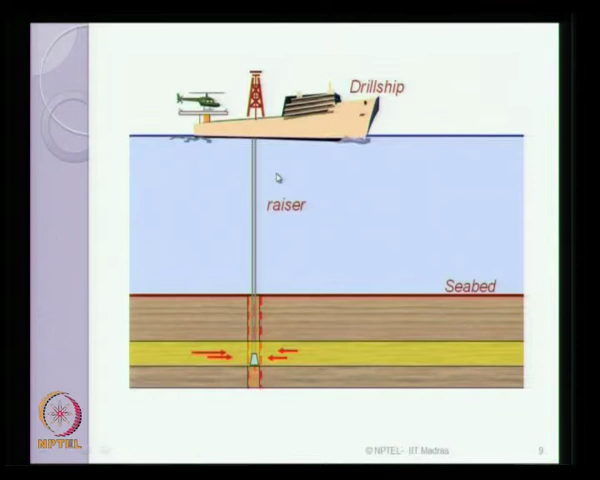 Drillship
raiser
Seabed
NPTEL
© NPTEL- IIT Madras
9